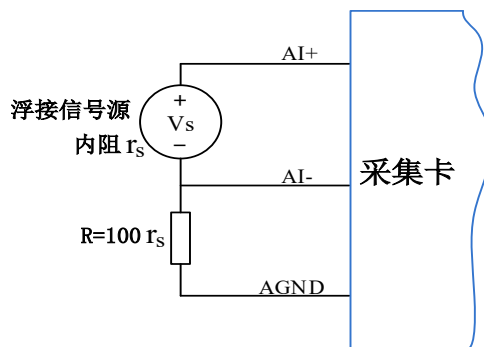 AI+
浮接信号源
内阻 rs
+
Vs
−
AI-
采集卡
R=100 rs
AGND